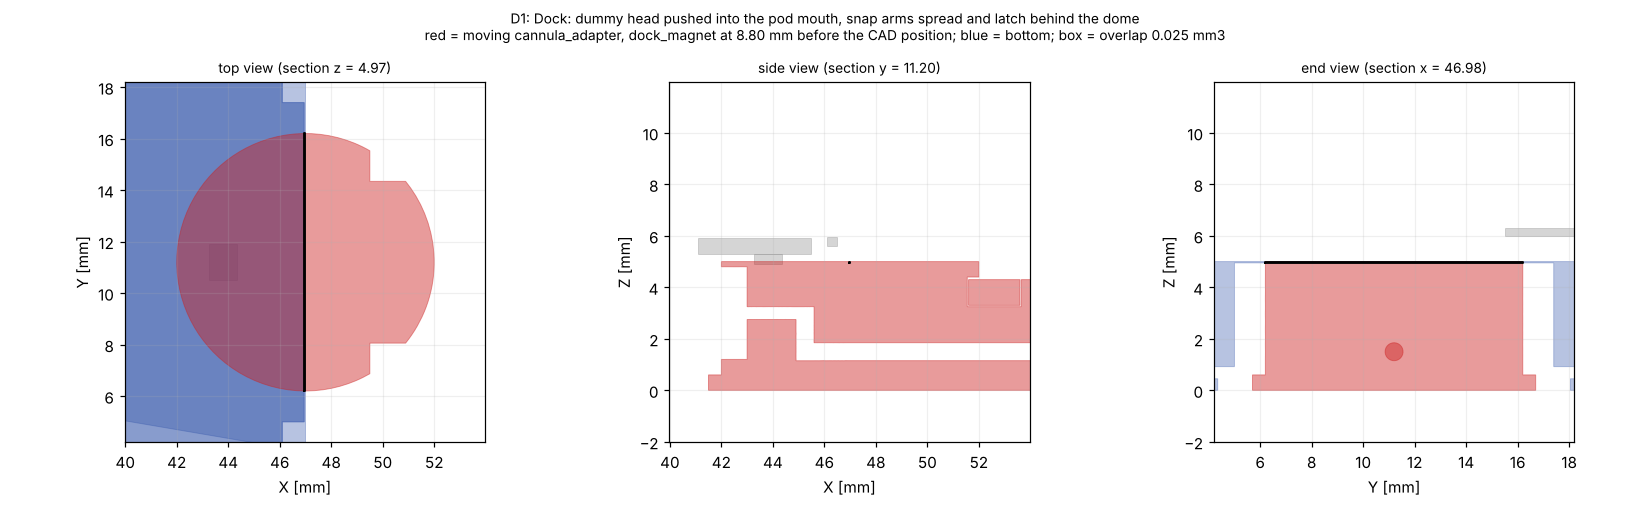 D1: Dock: dummy head pushed into the pod mouth, snap arms spread and latch behind the dome
red = moving cannula_adapter, dock_magnet at 8.80 mm before the CAD position; blue = bottom; box = overlap 0.025 mm3
top view (section z = 4.97)
18
16
14
12
10
8
6
Y [mm]
40 42 44 46 48 50 52
X [mm]
side view (section y = 11.20)
10
8
6
4
2
0
−2
Z [mm]
40 42 44 46 48 50 52
X [mm]
end view (section x = 46.98)
10
8
6
4
2
0
−2
Z [mm]
6 8 10 12 14 16 18
Y [mm]